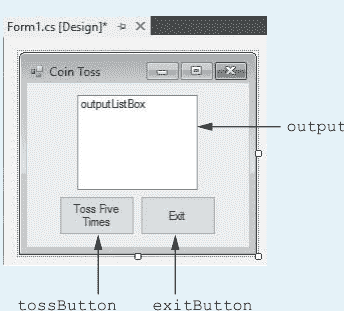 Form1.cs [Design]*
Coin Toss
outputListBox
output
Toss Five
Times
Exit
tossButton
exitButton